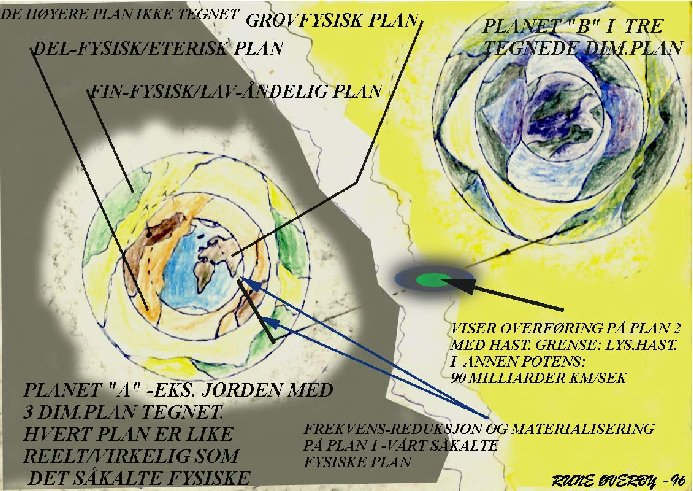 DE HØYERE PLAN IKKE TEGNET
GROVFYSISK PLAN
DEL-FYSISK/ETERISK PLAN
FIN-FYSISK/LAV-ÅNDELIG PLAN
PLANET "B" I TRE
TEGNEDE DIM.PLAN
VISER OVERFØRING PÅ PLAN 2
MED HAST. GRENSE: LYS.HAST.
I ANNEN POTENS:
90 MILLIARDER KM/SEK
PLANET "A" -EKS. JORDEN MED
3 DIM.PLAN TEGNET.
HVERT PLAN ER LIKE
REELT/VIRKELIG SOM
DET SÅKALTE FYSISKE
FREKVENS-REDUKSJON OG MATERIALISERING
PÅ PLAN 1 -VÅRT SÅKALTE
FYSISKE PLAN
RUNE ØVERBY -96